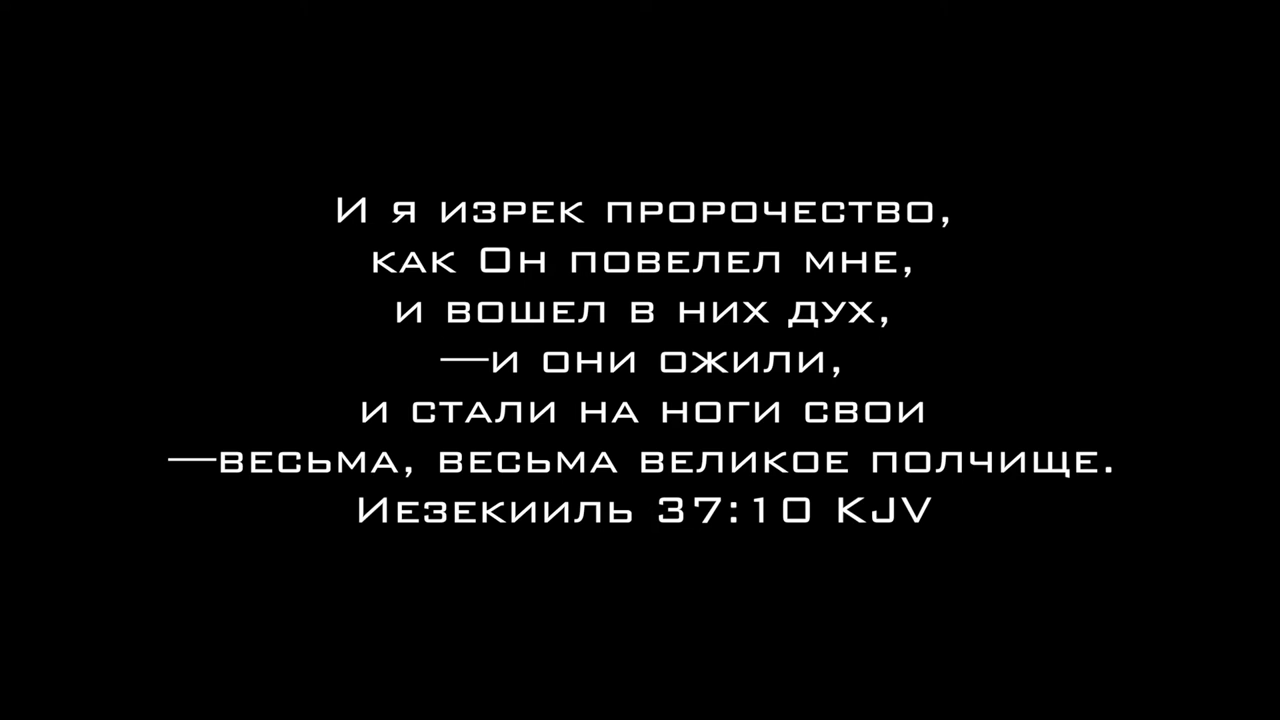 И я изрек пророчество,
как Он повелел мне,
и вошел в них дух,
—и они ожили,
и стали на ноги свои
—весьма, весьма великое полчище.
Иезекииль 37:10 KJV